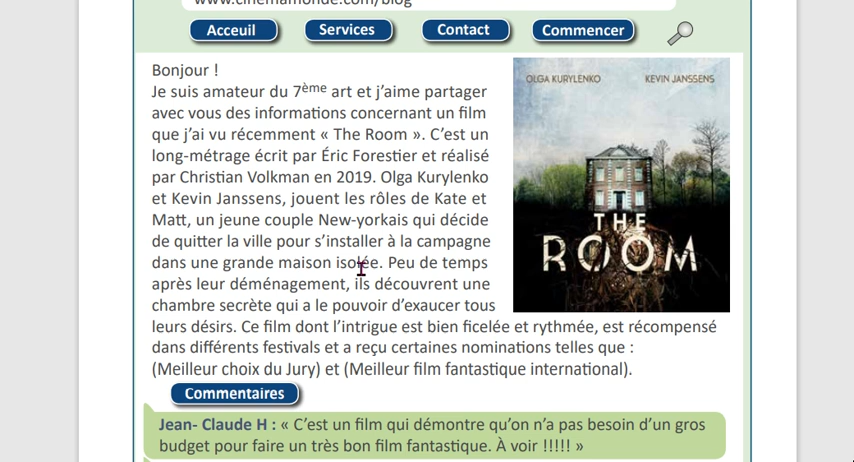 www.cinemamonde.com/blog
Acceuil Services Contact Commencer
Bonjour !
Je suis amateur du 7ème art et j'aime partager
avec vous des informations concernant un film
que j'ai vu récemment « The Room ». C'est un
long-métrage écrit par Éric Forestier et réalisé
par Christian Volkman en 2019. Olga Kurylenko
et Kevin Janssens, jouent les rôles de Kate et
Matt, un jeune couple New-yorkais qui décide
de quitter la ville pour s'installer à la campagne
dans une grande maison isolée. Peu de temps
après leur déménagement, ils découvrent une
chambre secrète qui a le pouvoir d'exaucer tous
leurs désirs. Ce film dont l'intrigue est bien ficelée et rythmée, est récompensé
dans différents festivals et a reçu certaines nominations telles que :
(Meilleur choix du Jury) et (Meilleur film fantastique international).
OLGA KURYLENKO KEVIN JANSSENS
THE
ROOM
Commentaires
Jean- Claude H : « C'est un film qui démontre qu'on n'a pas besoin d'un gros
budget pour faire un très bon film fantastique. À voir !!!!! »